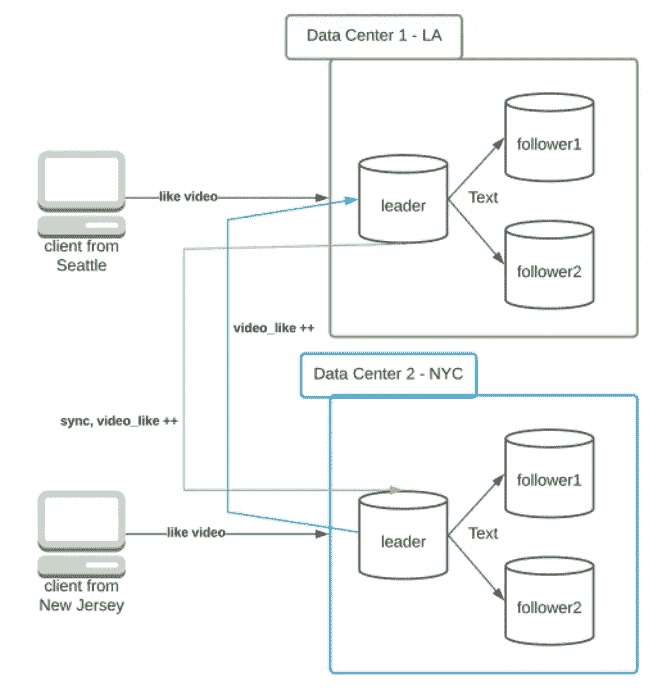 Data Center 1 - LA
follower1
like video
leader
Text
client from
Seattle
follower2
video_like ++
Data Center 2 - NYC
sync, video_like ++
follower1
like video
leader
Text
client from
New Jersey
follower2